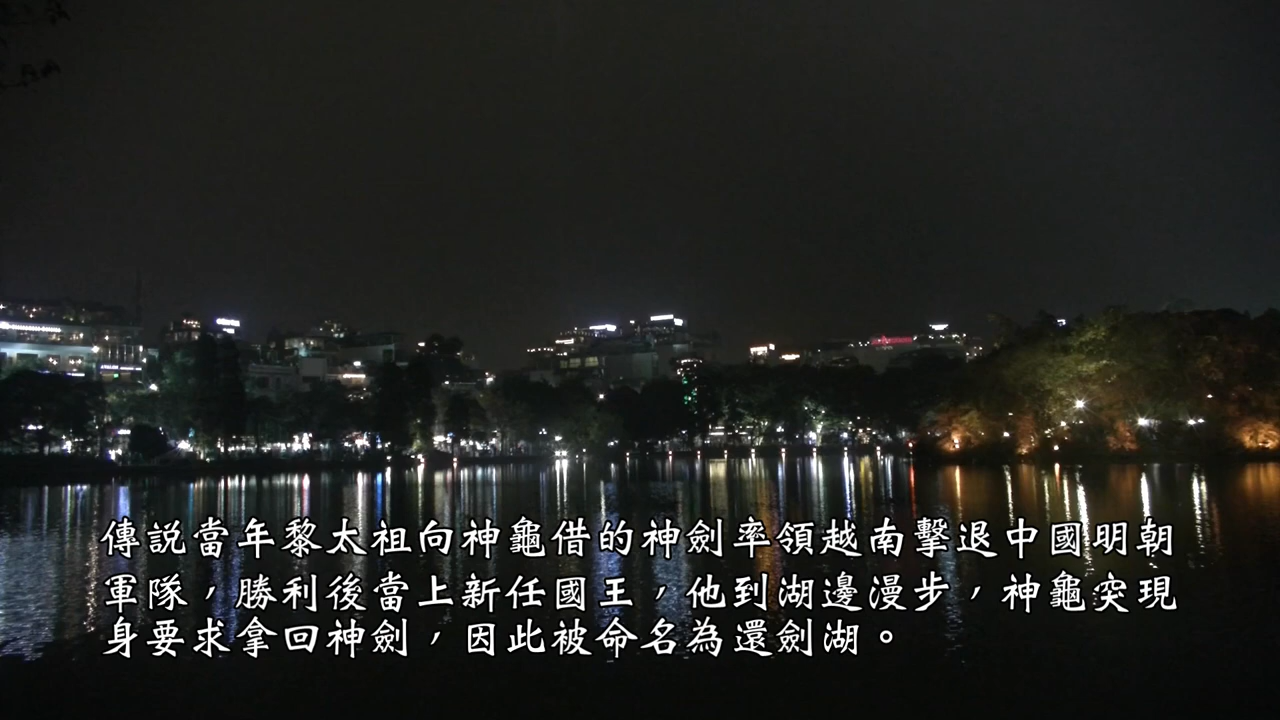 傳説當年黎太祖向神龜借的神劍率領越南擊退中國明朝
軍隊，勝利後當上新任國王，他到湖邊漫步，神龜突現
身要求拿回神劍，因此被命名為還劍湖。